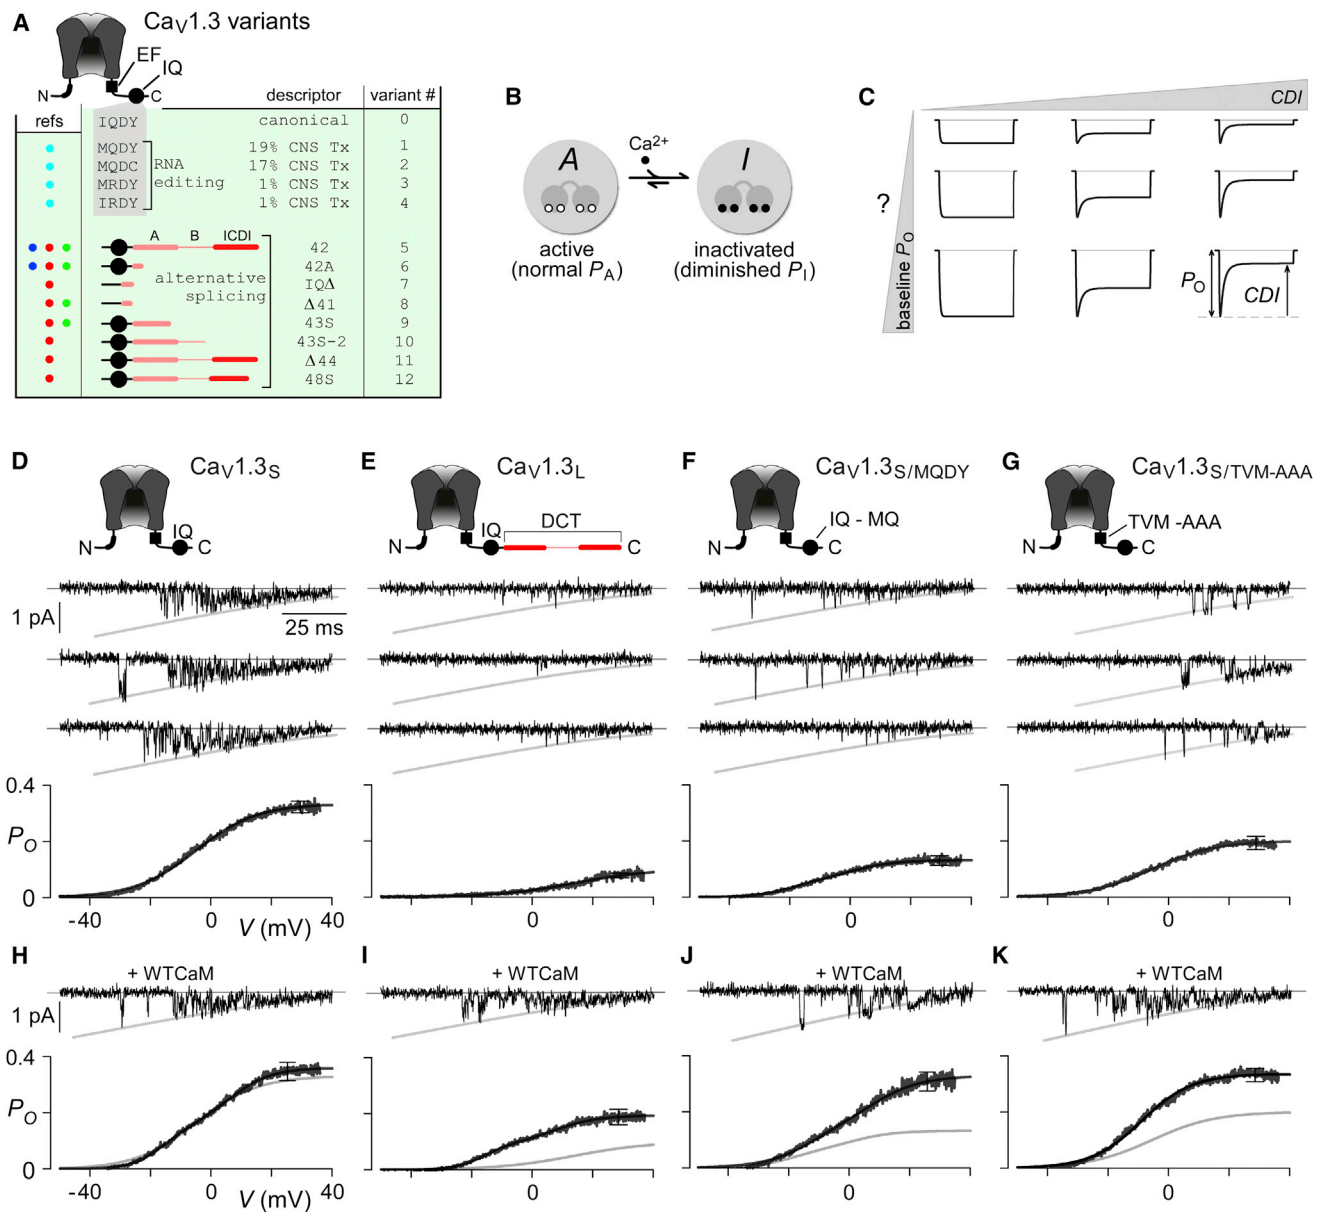 A
CaV1.3 variants
EF
IQ
N
C
refs
descriptor
variant #
IQDY
canonical
0
MQDY
19% CNS Tx
1
MQDC
RNA
17% CNS Tx
2
MRDY
editing
1% CNS Tx
3
IRDY
1% CNS Tx
4
A
B
ICDI
42
5
42A
6
alternative
splicing
IQΔ
7
Δ41
8
43S
9
43S-2
10
Δ44
11
48S
12
B
A
Ca2+
I
active
(normal PA)
inactivated
(diminished PI)
C
CDI
?
baseline PO
PO
CDI
D
CaV1.3S
IQ
N
C
1 pA
25 ms
0.4
PO
0
-40
0
40
V (mV)
E
CaV1.3L
DCT
IQ
N
C
0
F
CaV1.3S/MQDY
IQ - MQ
N
C
0
G
CaV1.3S/TVM-AAA
TVM -AAA
N
C
0
H
+ WTCaM
1 pA
0.4
PO
0
-40
0
40
V (mV)
I
+ WTCaM
0
J
+ WTCaM
0
K
+ WTCaM
0